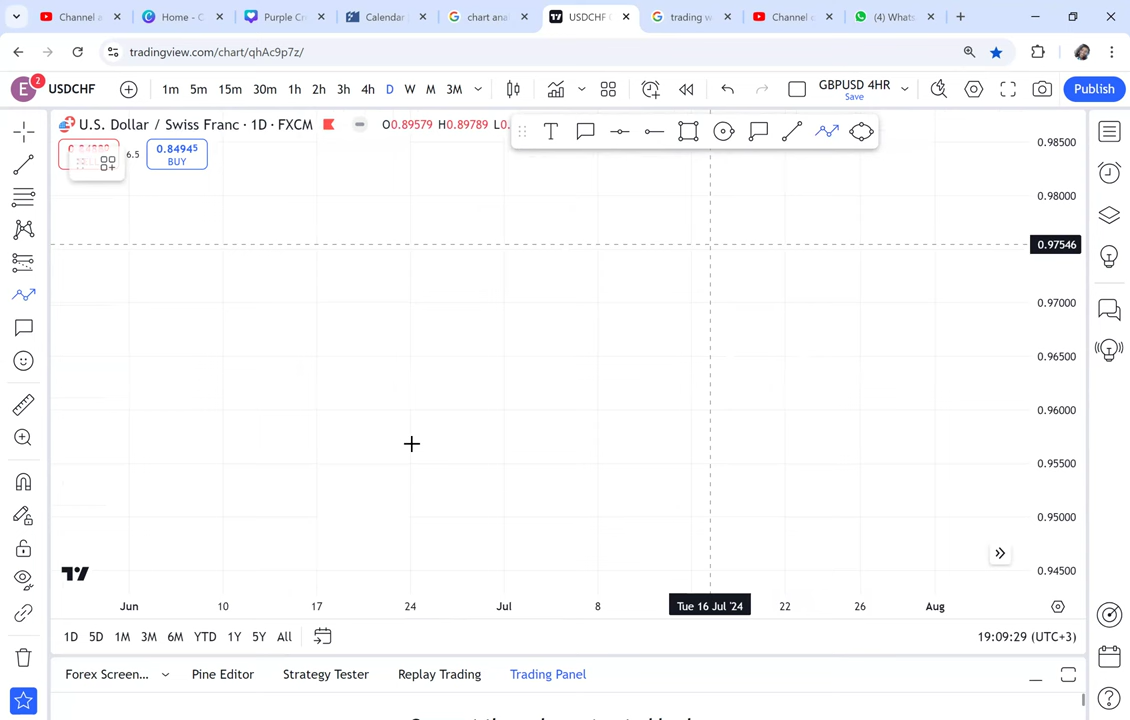 Channel a
Home - C
Purple Cr
Calendar
chart ana
USDCHF
trading w
Channel c
(4) Whats
tradingview.com/chart/qhAc9p7z/
E
2
USDCHF
1m 5m 15m 30m 1h 2h 3h 4h D W M 3M
GBPUSD 4HR
Save
Publish
U.S. Dollar / Swiss Franc · 1D · FXCM
O0.89579 H0.89789 L0.
SELL
6.5
0.84945
BUY
T
0.98500
0.98000
0.97546
0.97000
0.96500
0.96000
0.95500
0.95000
0.94500
Jun 10 17 24 Jul 8 Tue 16 Jul '24 22 26 Aug
1D 5D 1M 3M 6M YTD 1Y 5Y All
19:09:29 (UTC+3)
Forex Screen...
Pine Editor
Strategy Tester
Replay Trading
Trading Panel